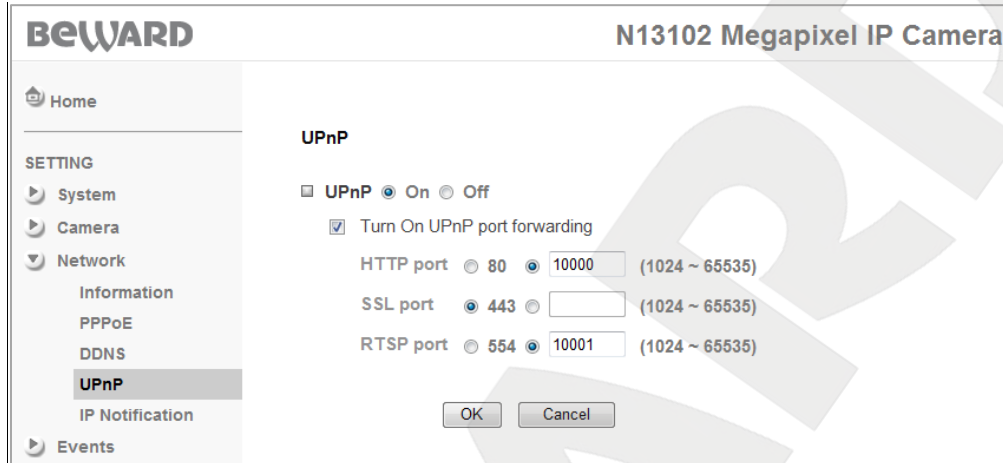 BEWARD
N13102 Megapixel IP Camera
Home
SETTING
System
Camera
Network
Information
PPPoE
DDNS
UPnP
IP Notification
Events
UPnP
UPnP On Off
Turn On UPnP port forwarding
HTTP port 80 10000 (1024 ~ 65535)
SSL port 443 (1024 ~ 65535)
RTSP port 554 10001 (1024 ~ 65535)
OK Cancel